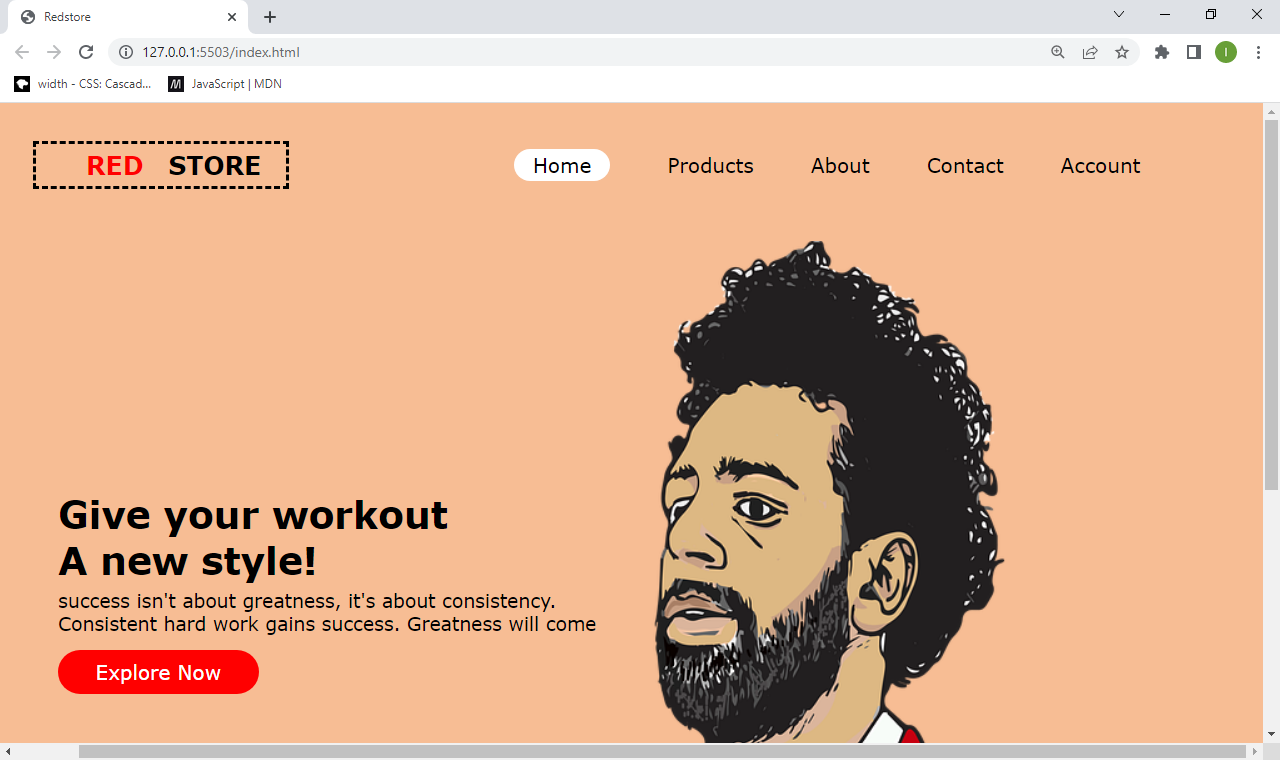 Redstore
127.0.0.1:5503/index.html
I
width - CSS: Cascad... JavaScript | MDN
RED STORE
Home Products About Contact Account
Give your workout
A new style!
success isn't about greatness, it's about consistency.
Consistent hard work gains success. Greatness will come
Explore Now